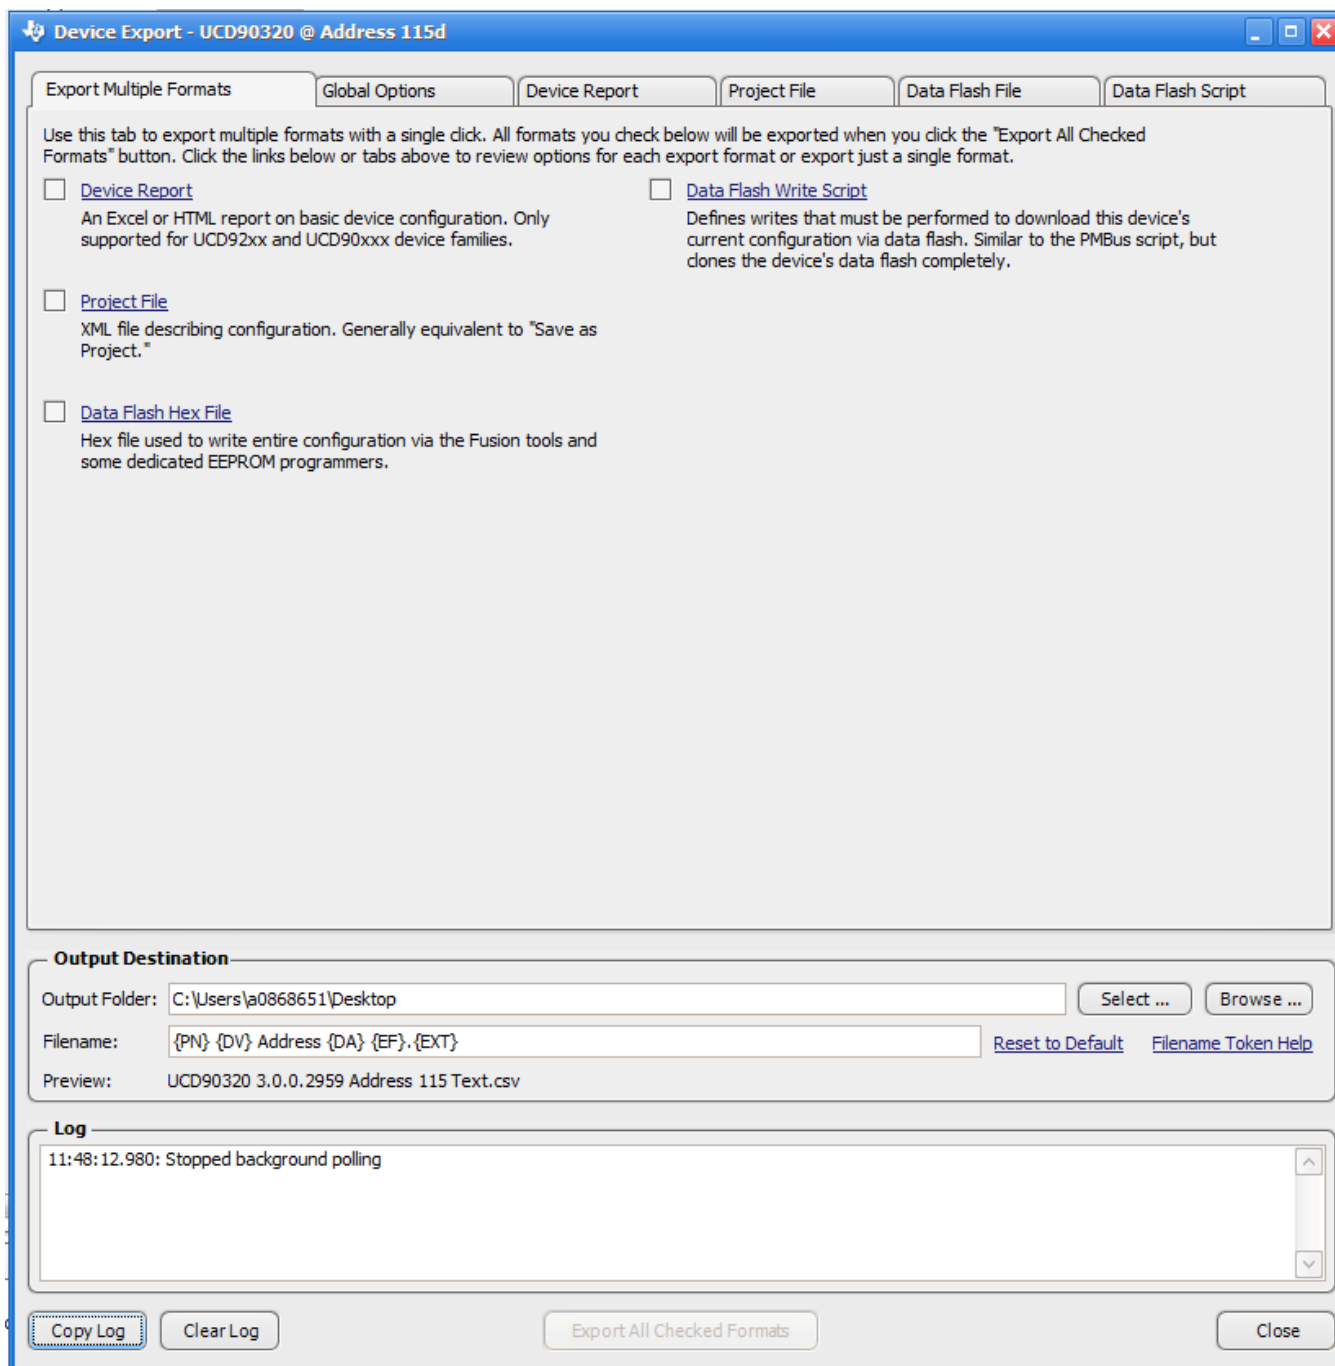 Device Export - UCD90320 @ Address 115d
Export Multiple Formats
Global Options
Device Report
Project File
Data Flash File
Data Flash Script
Use this tab to export multiple formats with a single click. All formats you check below will be exported when you click the "Export All Checked
Formats" button. Click the links below or tabs above to review options for each export format or export just a single format.
Device Report
An Excel or HTML report on basic device configuration. Only
supported for UCD92xx and UCD90xxx device families.
Project File
XML file describing configuration. Generally equivalent to "Save as
Project."
Data Flash Hex File
Hex file used to write entire configuration via the Fusion tools and
some dedicated EEPROM programmers.
Data Flash Write Script
Defines writes that must be performed to download this device's
current configuration via data flash. Similar to the PMBus script, but
clones the device's data flash completely.
Output Destination
Output Folder: C:\Users\a0868651\Desktop
Select ...
Browse ...
Filename: {PN} {DV} Address {DA} {EF}.{EXT}
Reset to Default
Filename Token Help
Preview: UCD90320 3.0.0.2959 Address 115 Text.csv
Log
11:48:12.980: Stopped background polling
Copy Log
Clear Log
Export All Checked Formats
Close